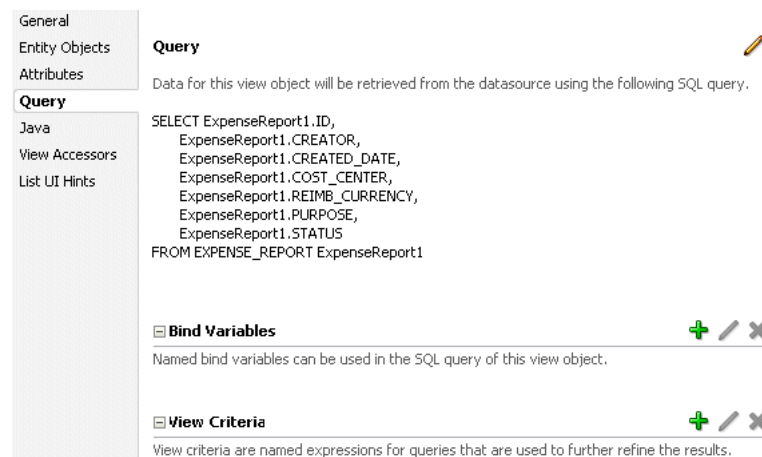 General
Entity Objects
Attributes
Query
Java
View Accessors
List UI Hints
Query
Data for this view object will be retrieved from the datasource using the following SQL query.
SELECT ExpenseReport1.ID,
ExpenseReport1.CREATOR,
ExpenseReport1.CREATED_DATE,
ExpenseReport1.COST_CENTER,
ExpenseReport1.REIMB_CURRENCY,
ExpenseReport1.PURPOSE,
ExpenseReport1.STATUS
FROM EXPENSE_REPORT ExpenseReport1
Bind Variables
Named bind variables can be used in the SQL query of this view object.
View Criteria
View criteria are named expressions for queries that are used to further refine the results.